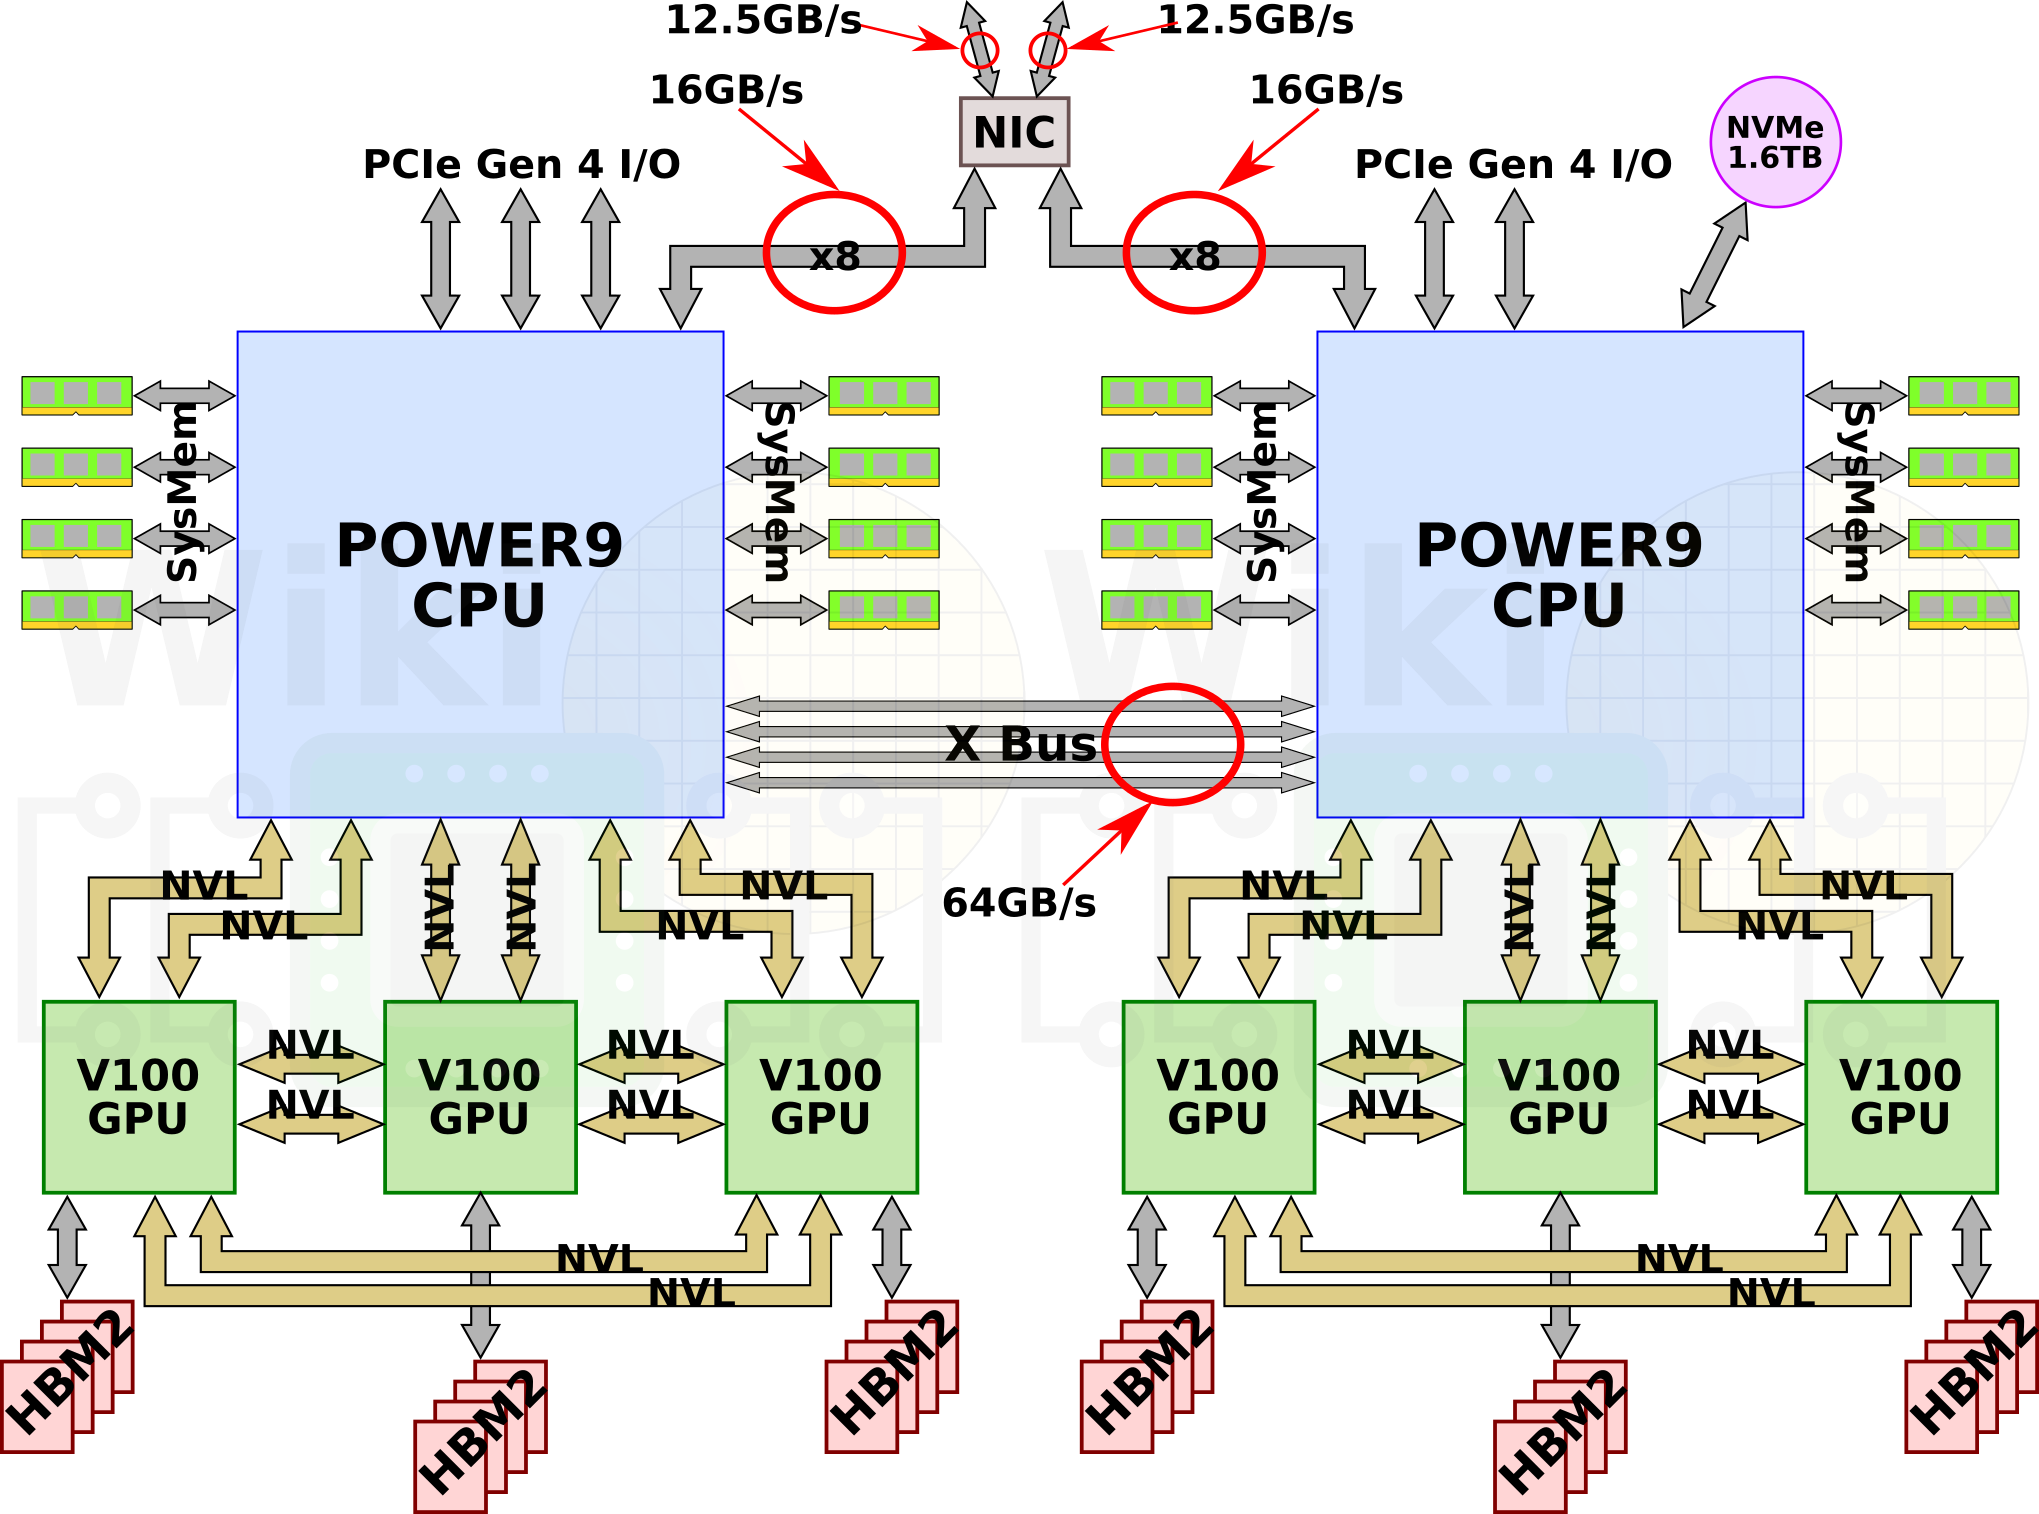 12.5GB/s
12.5GB/s
16GB/s
16GB/s
NIC
NVMe
1.6TB
PCIe Gen 4 I/O
PCIe Gen 4 I/O
x8
x8
SysMem
SysMem
SysMem
SysMem
POWER9
CPU
POWER9
CPU
Wiki
Wiki
X Bus
64GB/s
NVL
NVL
NVL
NVL
NVL
NVL
NVL
NVL
NVL
NVL
NVL
NVL
V100
GPU
NVL
NVL
V100
GPU
NVL
NVL
V100
GPU
V100
GPU
NVL
NVL
V100
GPU
NVL
NVL
V100
GPU
NVL
NVL
NVL
NVL
HBM2
HBM2
HBM2
HBM2
HBM2
HBM2